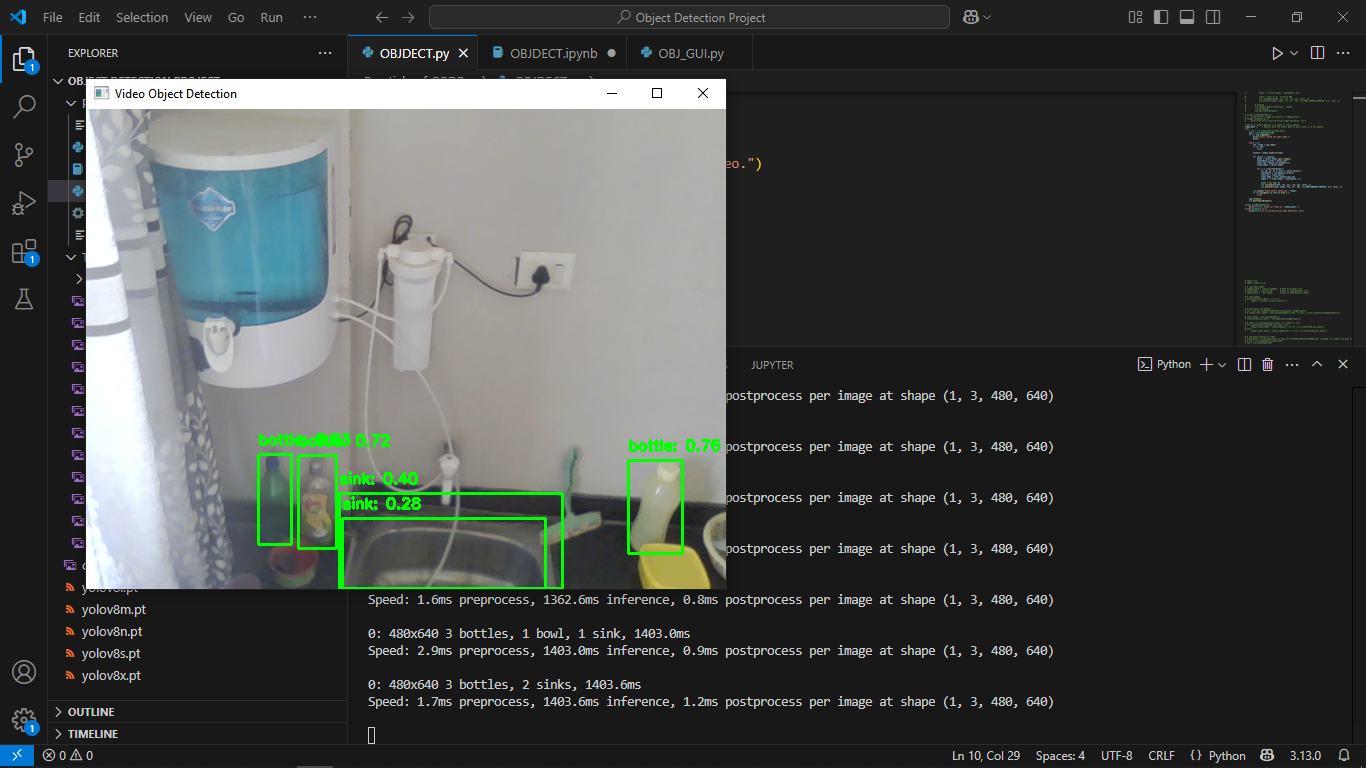 File Edit Selection View Go Run ···
Object Detection Project
EXPLORER
OBJDECT.py
OBJDECT.ipynb
OBJ_GUI.py
Video Object Detection
eo.")
bottle: 0.72
bottle: 0.76
sink: 0.40
sink: 0.28
JUPYTER
Python
postprocess per image at shape (1, 3, 480, 640)
postprocess per image at shape (1, 3, 480, 640)
postprocess per image at shape (1, 3, 480, 640)
postprocess per image at shape (1, 3, 480, 640)
Speed: 1.6ms preprocess, 1362.6ms inference, 0.8ms postprocess per image at shape (1, 3, 480, 640)
0: 480x640 3 bottles, 1 bowl, 1 sink, 1403.0ms
Speed: 2.9ms preprocess, 1403.0ms inference, 0.9ms postprocess per image at shape (1, 3, 480, 640)
0: 480x640 3 bottles, 2 sinks, 1403.6ms
Speed: 1.7ms preprocess, 1403.6ms inference, 1.2ms postprocess per image at shape (1, 3, 480, 640)
yolov8m.pt
yolov8n.pt
yolov8s.pt
yolov8x.pt
OUTLINE
TIMELINE
1
1
1
0 0
Ln 10, Col 29
Spaces: 4
UTF-8
CRLF
{ } Python
3.13.0